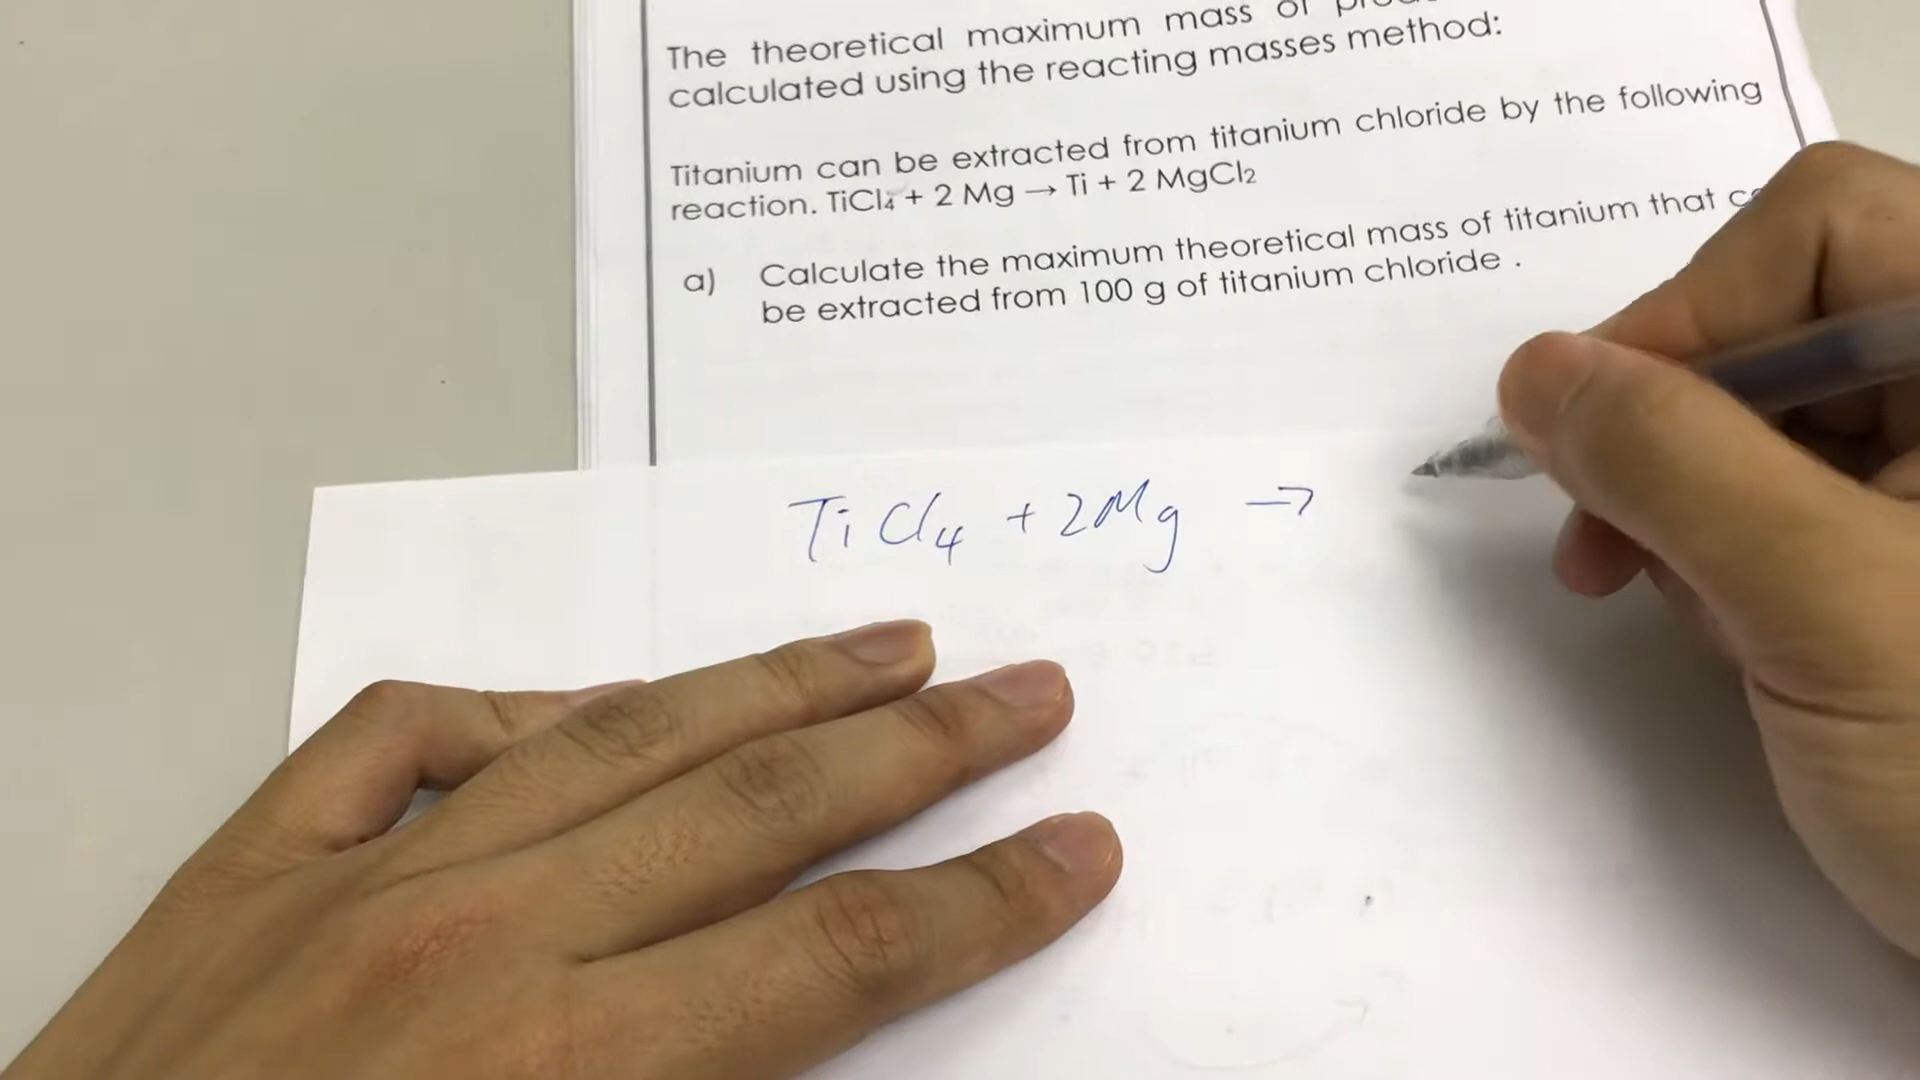 The theoretical maximum mass of
calculated using the reacting masses method:
Titanium can be extracted from titanium chloride by the following
reaction. TiCl₄ + 2 Mg → Ti + 2 MgCl₂
a) Calculate the maximum theoretical mass of titanium that
be extracted from 100 g of titanium chloride .
TiCl₄ + 2Mg →